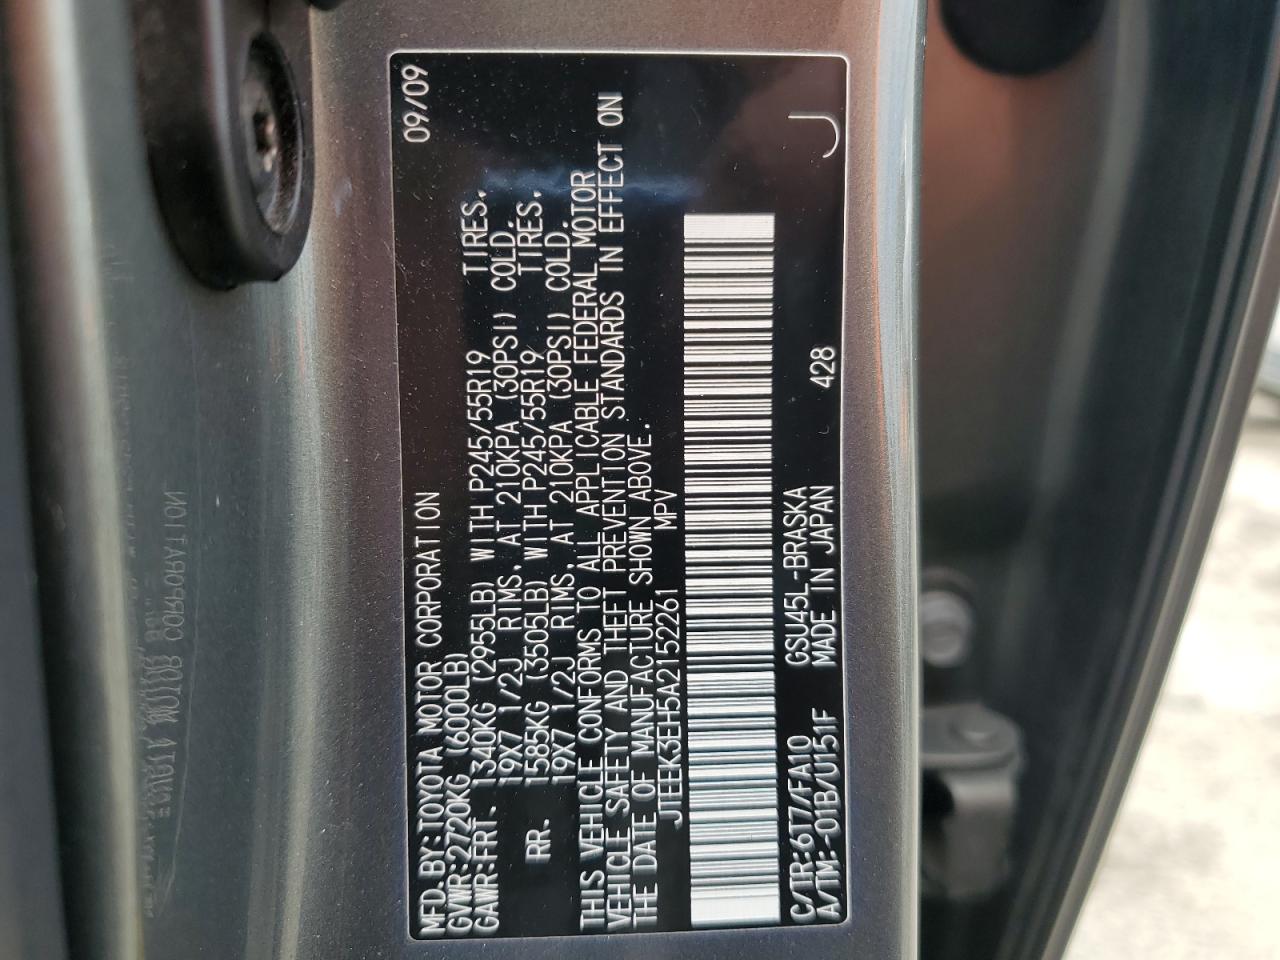 MFD.BY:TOYOTA MOTOR CORPORATION 09/09
GVWR:2720KG (6000LB)
GAWR:FRT. 1340KG (2955LB) WITH P245/55R19 TIRES,
19X7 1/2J RIMS, AT 210KPA (30PSI) COLD.
RR. 1585KG (3505LB) WITH P245/55R19 TIRES,
19X7 1/2J RIMS, AT 210KPA (30PSI) COLD.
THIS VEHICLE CONFORMS TO ALL APPLICABLE FEDERAL MOTOR
VEHICLE SAFETY AND THEFT PREVENTION STANDARDS IN EFFECT ON
THE DATE OF MANUFACTURE SHOWN ABOVE.
JTEEK3EH5A2152261 MPV
C/TR:6T7/FA10 GSU45L-BRASKA
A/TM:-01B/U151F MADE IN JAPAN 428 J